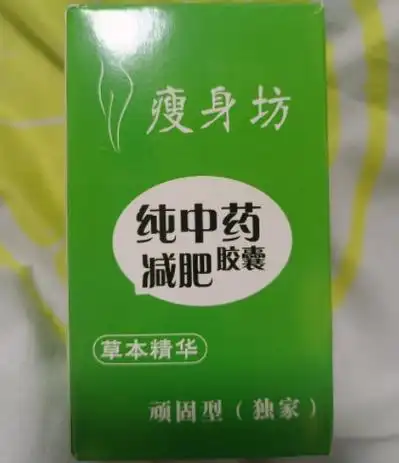 瘦身坊
纯中药
减肥胶囊
草本精华
顽固型（独家）